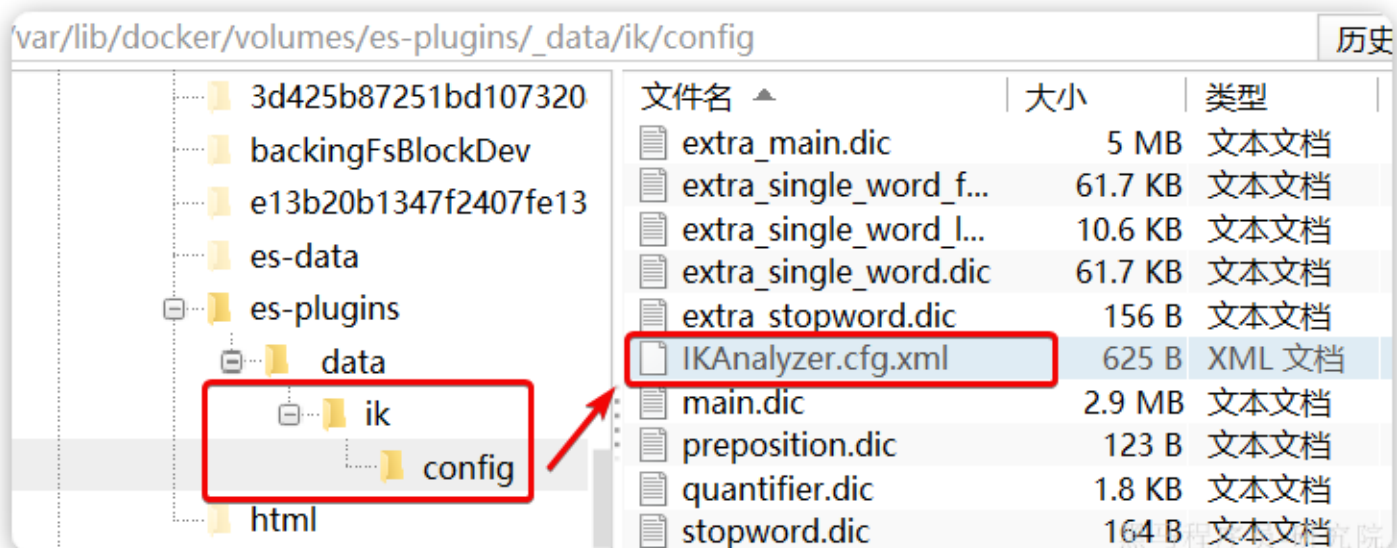 /var/lib/docker/volumes/es-plugins/_data/ik/config
历史
3d425b87251bd107320
backingFsBlockDev
e13b20b1347f2407fe13
es-data
es-plugins
_data
ik
config
html
文件名 大小 类型
extra_main.dic 5 MB 文本文档
extra_single_word_f... 61.7 KB 文本文档
extra_single_word_l... 10.6 KB 文本文档
extra_single_word.dic 61.7 KB 文本文档
extra_stopword.dic 156 B 文本文档
IKAnalyzer.cfg.xml 625 B XML 文档
main.dic 2.9 MB 文本文档
preposition.dic 123 B 文本文档
quantifier.dic 1.8 KB 文本文档
stopword.dic 164 B 文本文档